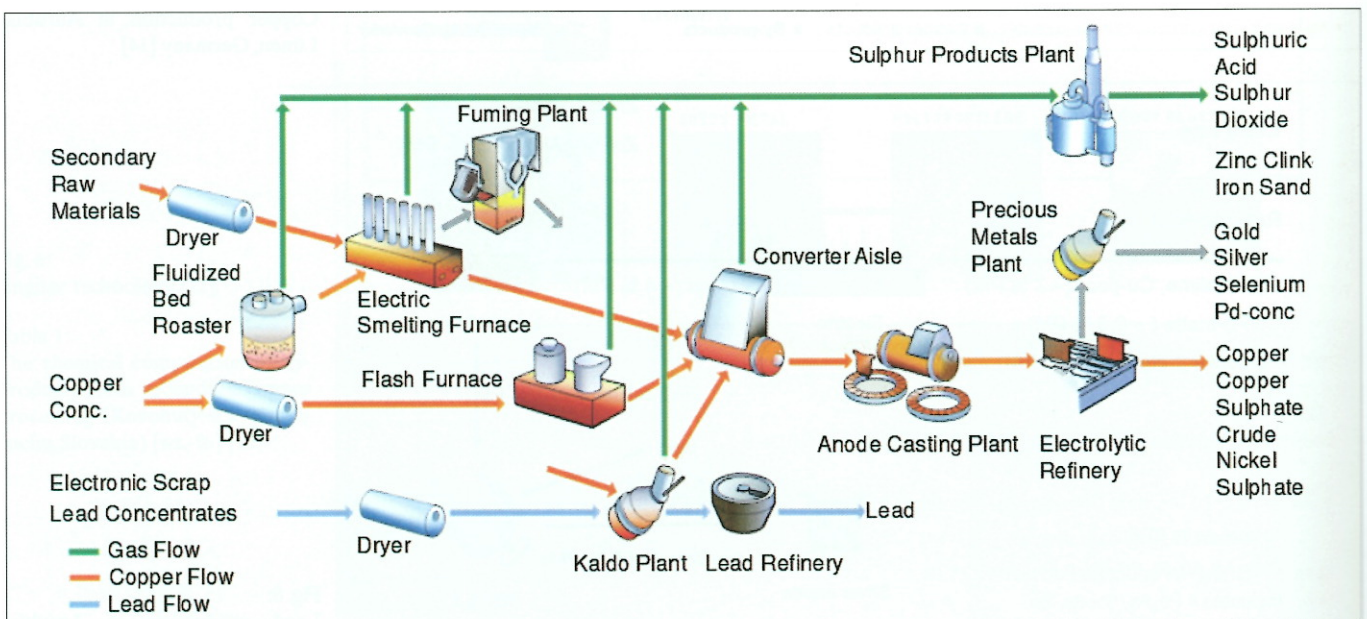 Sulphur Products Plant
Sulphuric
Acid
Sulphur
Dioxide
Zinc Clink
Iron Sand
Fuming Plant
Secondary
Raw
Materials
Dryer
Precious
Metals
Plant
Gold
Silver
Selenium
Pd-conc
Converter Aisle
Fluidized
Bed
Roaster
Electric
Smelting Furnace
Flash Furnace
Copper
Conc.
Dryer
Anode Casting Plant
Electrolytic
Refinery
Copper
Copper
Sulphate
Crude
Nickel
Sulphate
Electronic Scrap
Lead Concentrates
Dryer
Kaldo Plant
Lead Refinery
Lead
Gas Flow
Copper Flow
Lead Flow